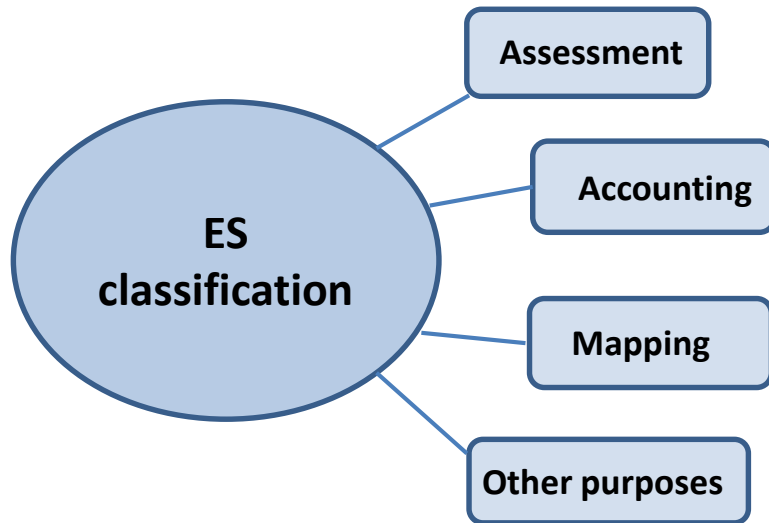 Assessment
Accounting
ES
classification
Mapping
Other purposes